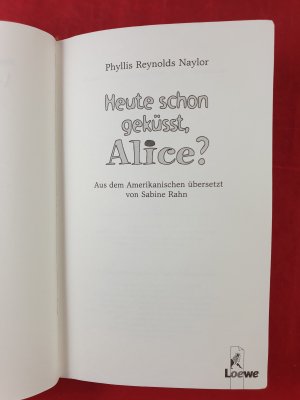 Phyllis Reynolds Naylor
Heute schon
geküsst,
Alice?
Aus dem Amerikanischen übersetzt
von Sabine Rahn
Loewe